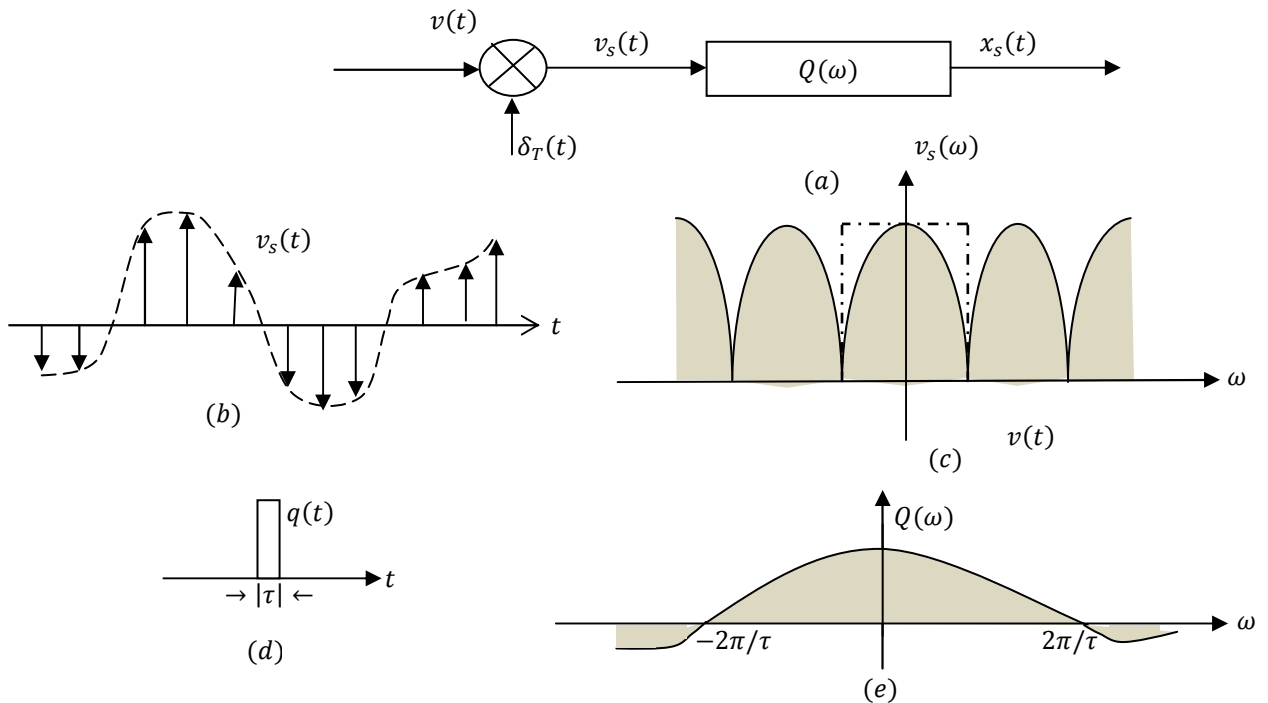 v(t)
v_s(t)
x_s(t)
Q(ω)
δ_T(t)
v_s(ω)
(a)
v_s(t)
t
ω
(b)
v(t)
(c)
q(t)
Q(ω)
t
→ |τ| ←
ω
−2π/τ
2π/τ
(d)
(e)